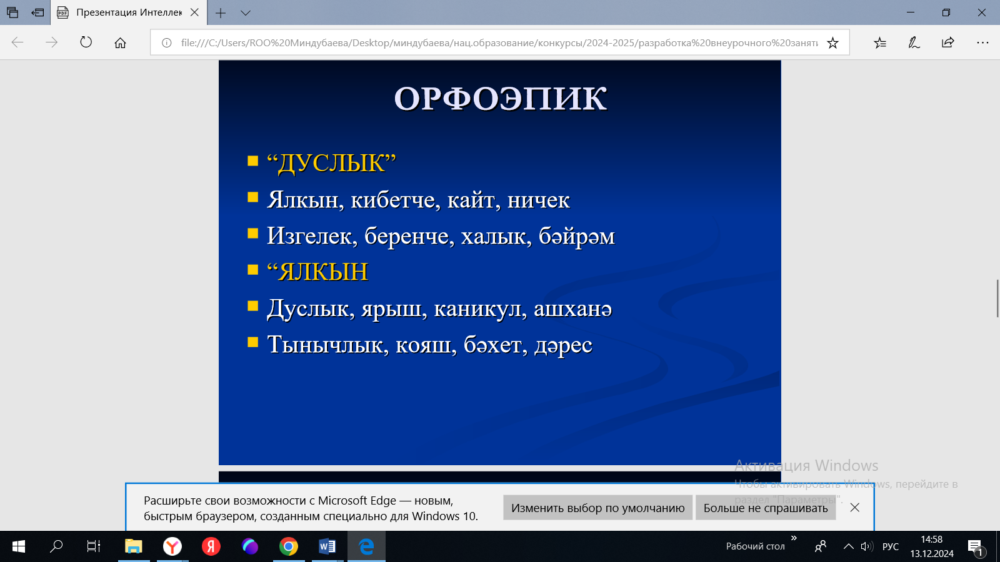 Презентация Интеллек
file:///C:/Users/ROO%20Миндубаева/Desktop/миндубаева/нац.образование/конкурсы/2024-2025/разработка%20внеурочного%20заняти
ОРФОЭПИК
“ДУСЛЫК”
Ялкын, кибетче, кайт, ничек
Изгелек, беренче, халык, бәйрәм
“ЯЛКЫН
Дуслык, ярыш, каникул, ашханә
Тынычлык, кояш, бәхет, дәрес
Активация Windows
Чтобы активировать Windows, перейдите в
раздел "Параметры".
Расширьте свои возможности с Microsoft Edge — новым,
быстрым браузером, созданным специально для Windows 10.
Изменить выбор по умолчанию
Больше не спрашивать
Рабочий стол
РУС
14:58
13.12.2024
1